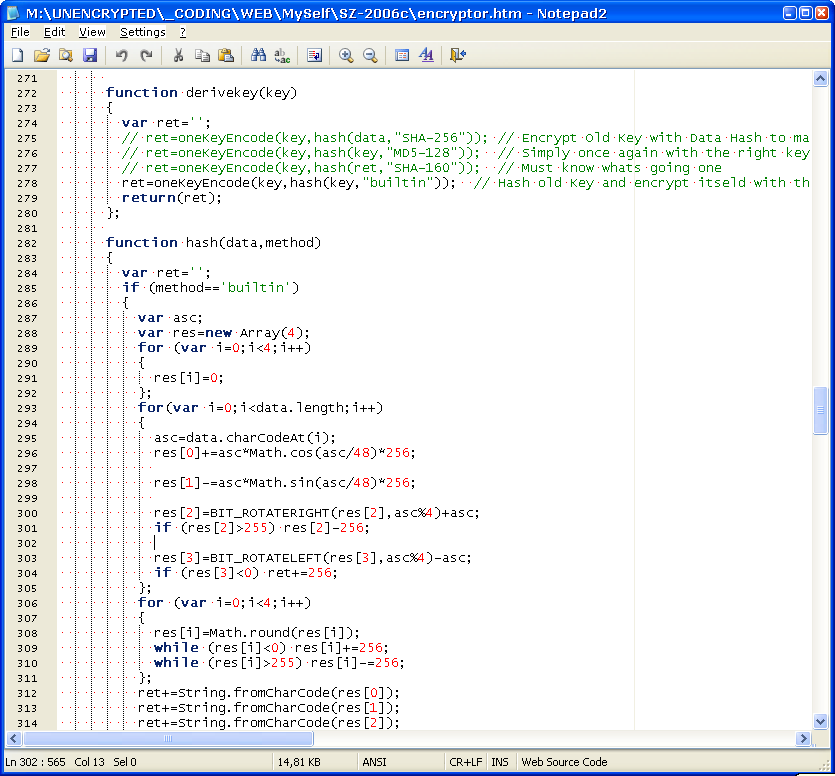 M:\UNENCRYPTED\_CODING\WEB\MySelf\SZ-2006c\encryptor.htm - Notepad2
File Edit View Settings ?
271
272 function derivekey(key)
273 {
274 var ret='';
275 // ret=oneKeyEncode(key,hash(data,"SHA-256")); // Encrypt Old Key with Data Hash to ma
276 // ret=oneKeyEncode(key,hash(key,"MD5-128")); // Simply once again with the right key
277 // ret=oneKeyEncode(key,hash(ret,"SHA-160")); // Must know whats going one
278 ret=oneKeyEncode(key,hash(key,"builtin")); // Hash old Key and encrypt itseld with th
279 return(ret);
280 };
281
282 function hash(data,method)
283 {
284 var ret='';
285 if (method=='builtin')
286 {
287 var asc;
288 var res=new Array(4);
289 for (var i=0;i<4;i++)
290 {
291 res[i]=0;
292 };
293 for(var i=0;i<data.length;i++)
294 {
295 asc=data.charCodeAt(i);
296 res[0]+=asc*Math.cos(asc/48)*256;
297
298 res[1]-=asc*Math.sin(asc/48)*256;
299
300 res[2]=BIT_ROTATERIGHT(res[2],asc%4)+asc;
301 if (res[2]>255) res[2]-256;
302
303 res[3]=BIT_ROTATELEFT(res[3],asc%4)-asc;
304 if (res[3]<0) ret+=256;
305 };
306 for (var i=0;i<4;i++)
307 {
308 res[i]=Math.round(res[i]);
309 while (res[i]<0) res[i]+=256;
310 while (res[i]>255) res[i]-=256;
311 };
312 ret+=String.fromCharCode(res[0]);
313 ret+=String.fromCharCode(res[1]);
314 ret+=String.fromCharCode(res[2]);
Ln 302 : 565 Col 13 Sel 0 14,81 KB ANSI CR+LF INS Web Source Code